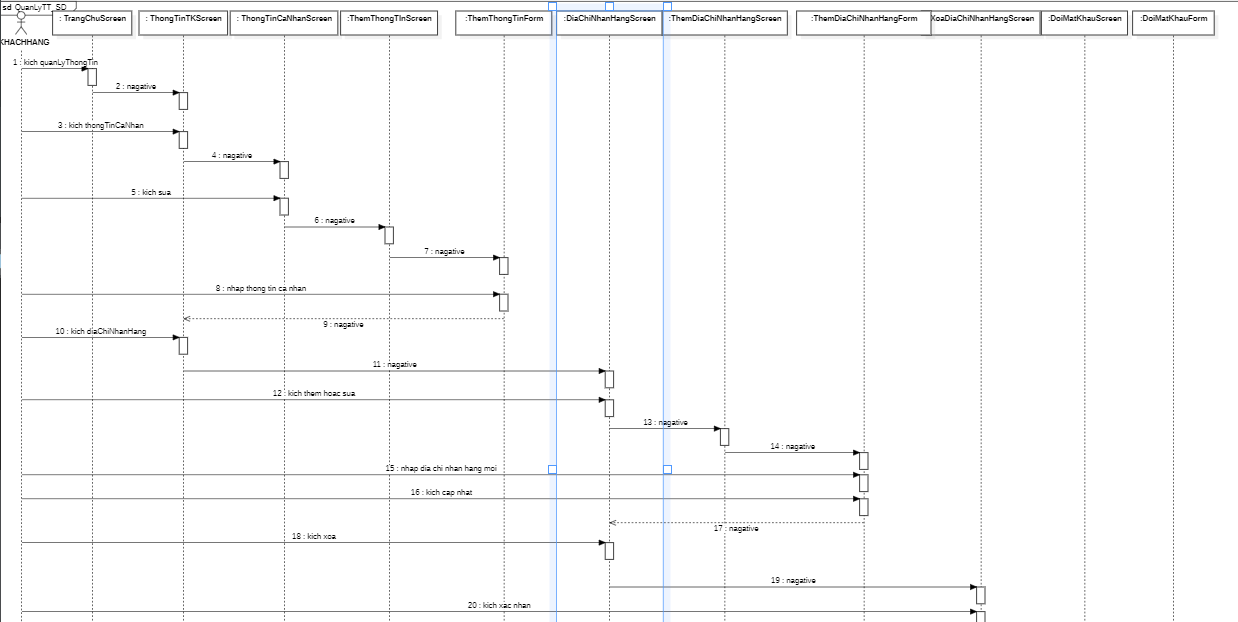 sd QuanLyTT_SD
: TrangChuScreen
: ThongTinTKScreen
: ThongTinCaNhanScreen
:ThemThongTInScreen
:ThemThongTinForm
:DiaChiNhanHangScreen
:ThemDiaChiNhanHangScreen
:ThemDiaChiNhanHangForm
XoaDiaChiNhanHangScreen
:DoiMatKhauScreen
:DoiMatKhauForm
KHACHHANG
1 : kich quanLyThongTin
2 : nagative
3 : kich thongTinCaNhan
4 : nagative
5 : kich sua
6 : nagative
7 : nagative
8 : nhap thong tin ca nhan
9 : nagative
10 : kich diaChiNhanHang
11 : nagative
12 : kich them hoac sua
13 : nagative
14 : nagative
15 : nhap dia chi nhan hang moi
16 : kich cap nhat
17 : nagative
18 : kich xoa
19 : nagative
20 : kich xac nhan